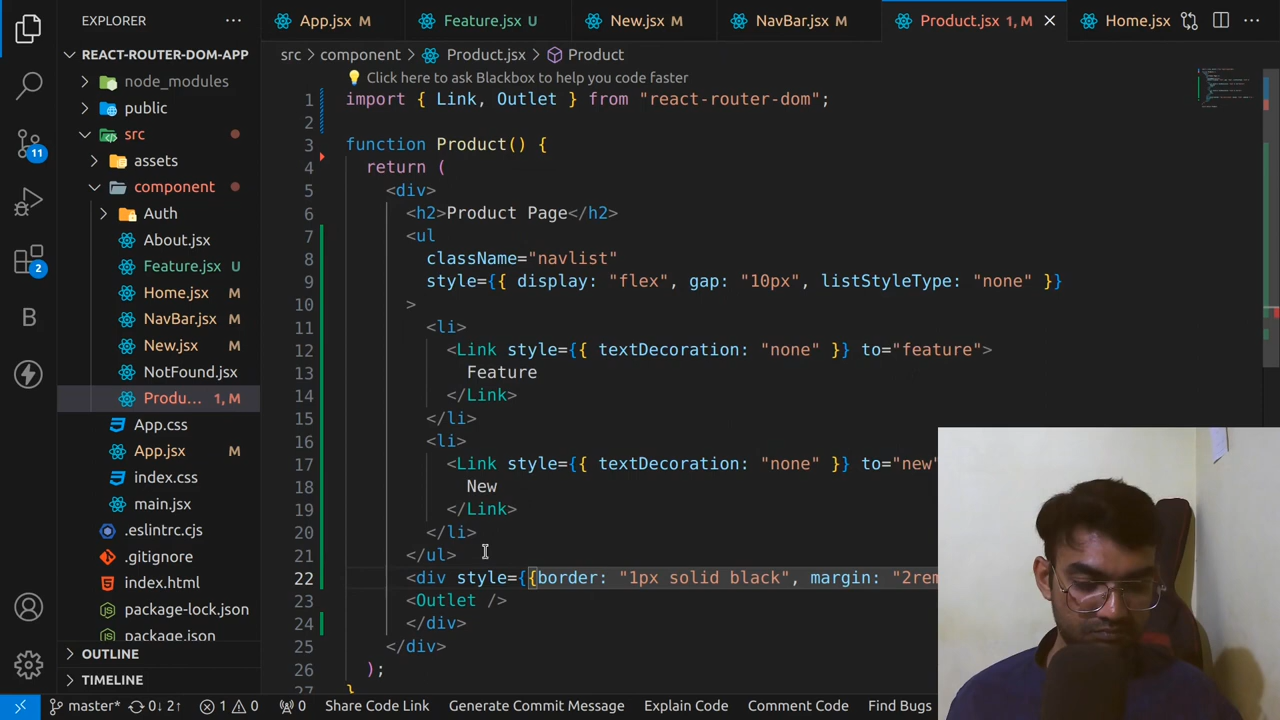 EXPLORER
App.jsx M
Feature.jsx U
New.jsx M
NavBar.jsx M
Product.jsx 1, M
Home.jsx
REACT-ROUTER-DOM-APP
node_modules
public
src
assets
component
Auth
About.jsx
Feature.jsx U
Home.jsx M
NavBar.jsx M
New.jsx M
NotFound.jsx
Produ... 1, M
App.css
App.jsx M
index.css
main.jsx
.eslintrc.cjs
.gitignore
index.html
package-lock.json
package.json
OUTLINE
TIMELINE
11
2
B
src > component > Product.jsx > Product
Click here to ask Blackbox to help you code faster
1 import { Link, Outlet } from "react-router-dom";
2
3 function Product() {
4 return (
5 <div>
6 <h2>Product Page</h2>
7 <ul
8 className="navlist"
9 style={{ display: "flex", gap: "10px", listStyleType: "none" }}
10 >
11 <li>
12 <Link style={{ textDecoration: "none" }} to="feature">
13 Feature
14 </Link>
15 </li>
16 <li>
17 <Link style={{ textDecoration: "none" }} to="new"
18 New
19 </Link>
20 </li>
21 </ul>
22 <div style={{border: "1px solid black", margin: "2rem
23 <Outlet />
24 </div>
25 </div>
26 );
27 }
master* 0↓ 2↑ 1 0 0 Share Code Link Generate Commit Message Explain Code Comment Code Find Bugs